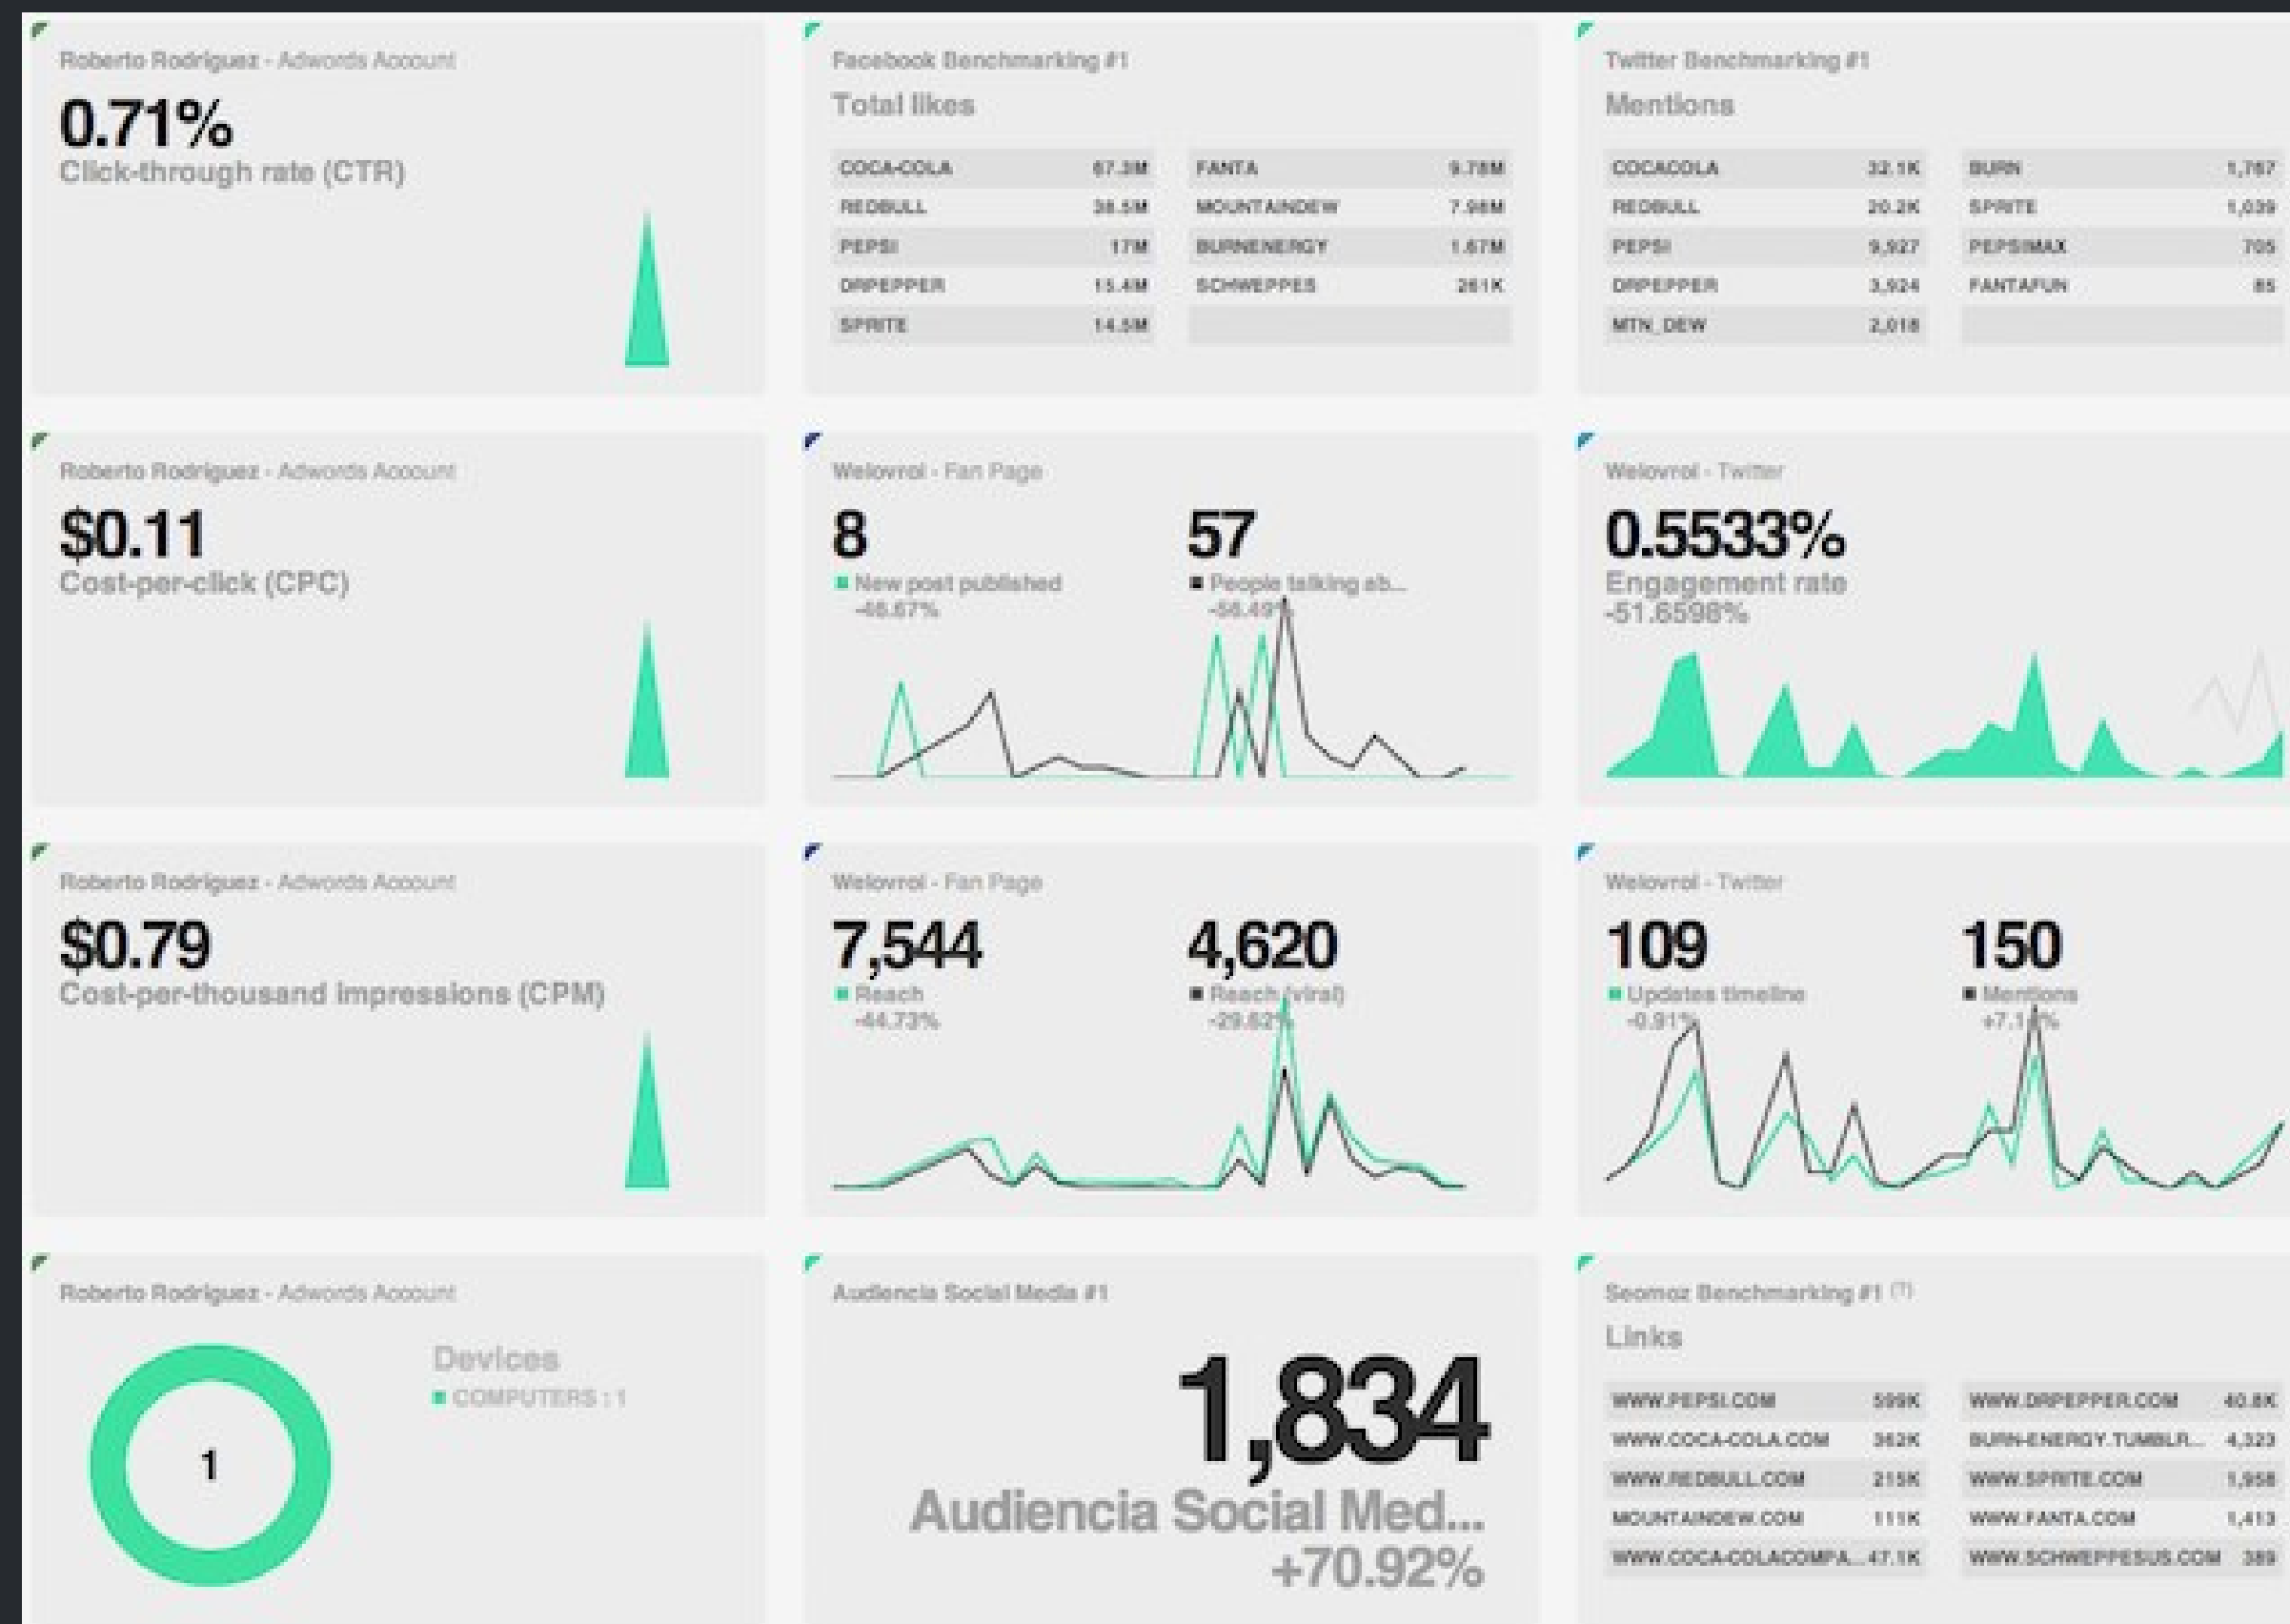 Roberto Rodriguez - Adwords Account
0.71%
Click-through rate (CTR)
Facebook Benchmarking #1
Total likes
COCA-COLA 67.3M FANTA 9.78M
REDBULL 38.5M MOUNTAINDEW 7.98M
PEPSI 17M BURNENERGY 1.67M
DRPEPPER 15.4M SCHWEPPES 261K
SPRITE 14.5M
Twitter Benchmarking #1
Mentions
COCACOLA 32.1K BURN 1,767
REDBULL 20.2K SPRITE 1,039
PEPSI 9,927 PEPSIMAX 705
DRPEPPER 3,924 FANTAFUN 85
MTN_DEW 2,018
Roberto Rodriguez - Adwords Account
$0.11
Cost-per-click (CPC)
Welovroi - Fan Page
8 57
New post published People talking ab...
-46.67% -56.49%
Welovroi - Twitter
0.5533%
Engagement rate
-51.6598%
Roberto Rodriguez - Adwords Account
$0.79
Cost-per-thousand impressions (CPM)
Welovroi - Fan Page
7,544 4,620
Reach Reach (viral)
-44.73% -29.62%
Welovroi - Twitter
109 150
Updates timeline Mentions
-0.91%
Roberto Rodriguez - Adwords Account
1
Devices
COMPUTERS : 1
Audiencia Social Media #1
1,834
Audiencia Social Med...
+70.92%
Seomoz Benchmarking #1 (?)
Links
WWW.PEPSI.COM 599K WWW.DRPEPPER.COM 40.8K
WWW.COCA-COLA.COM 362K BURN-ENERGY.TUMBLR... 4,323
WWW.REDBULL.COM 215K WWW.SPRITE.COM 1,958
MOUNTAINDEW.COM 111K WWW.FANTA.COM 1,413
WWW.COCA-COLACOMPA... 47.1K WWW.SCHWEPPESUS.COM 389